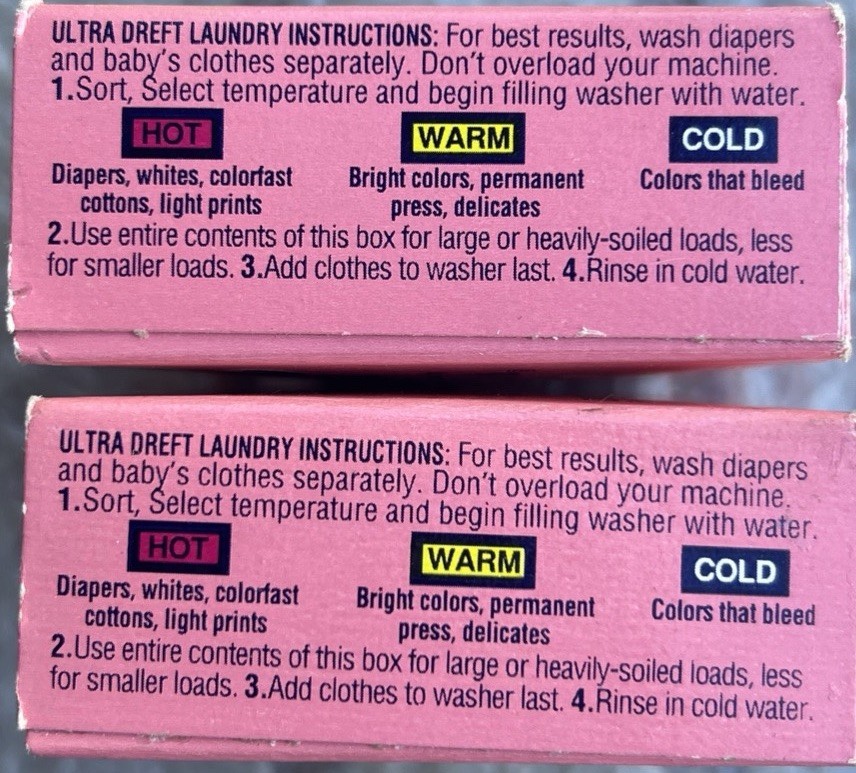 ULTRA DREFT LAUNDRY INSTRUCTIONS: For best results, wash diapers
and baby's clothes separately. Don't overload your machine.
1.Sort, Select temperature and begin filling washer with water.
HOT WARM COLD
Diapers, whites, colorfast Bright colors, permanent Colors that bleed
cottons, light prints press, delicates
2.Use entire contents of this box for large or heavily-soiled loads, less
for smaller loads. 3.Add clothes to washer last. 4.Rinse in cold water.
ULTRA DREFT LAUNDRY INSTRUCTIONS: For best results, wash diapers
and baby's clothes separately. Don't overload your machine.
1.Sort, Select temperature and begin filling washer with water.
HOT WARM COLD
Diapers, whites, colorfast Bright colors, permanent Colors that bleed
cottons, light prints press, delicates
2.Use entire contents of this box for large or heavily-soiled loads, less
for smaller loads. 3.Add clothes to washer last. 4.Rinse in cold water.